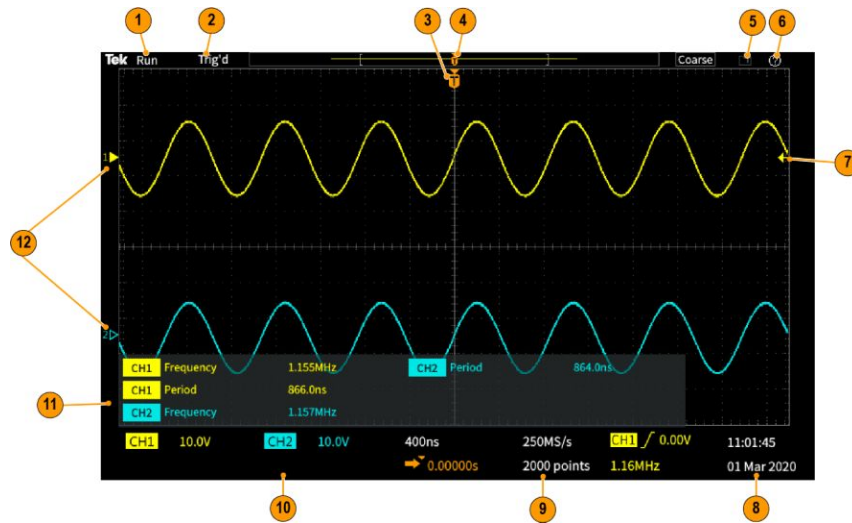 1 2 3 4 5 6
Tek Run Trig'd T Coarse ?
T
1 7
12
2
CH1 Frequency 1.155MHz CH2 Period 864.0ns
CH1 Period 866.0ns
11
CH2 Frequency 1.157MHz
CH1 10.0V CH2 10.0V 400ns 250MS/s CH1 0.00V 11:01:45
0.00000s 2000 points 1.16MHz 01 Mar 2020
10 9 8